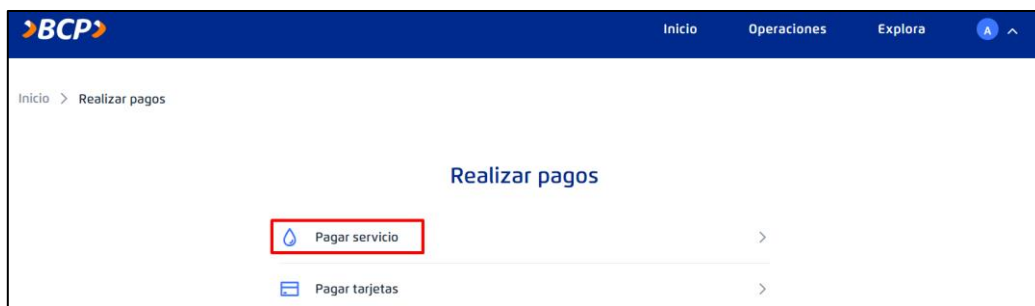 BCP
Inicio Operaciones Explora A
Inicio > Realizar pagos
Realizar pagos
Pagar servicio
Pagar tarjetas